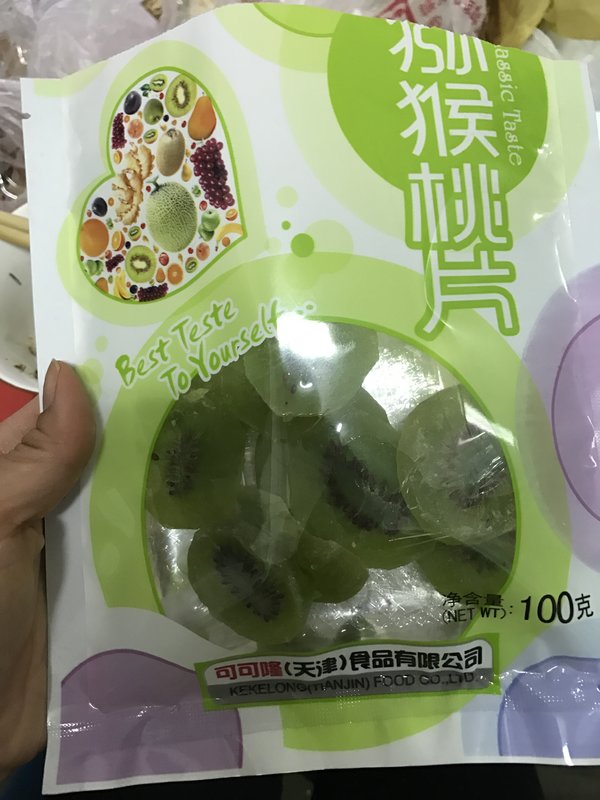 猕猴桃片
Classic Taste
Best Teste
To Yourself...
净含量
(NET WT): 100克
可可隆(天津)食品有限公司
KEKELONG(TIANJIN) FOOD CO.,LTD